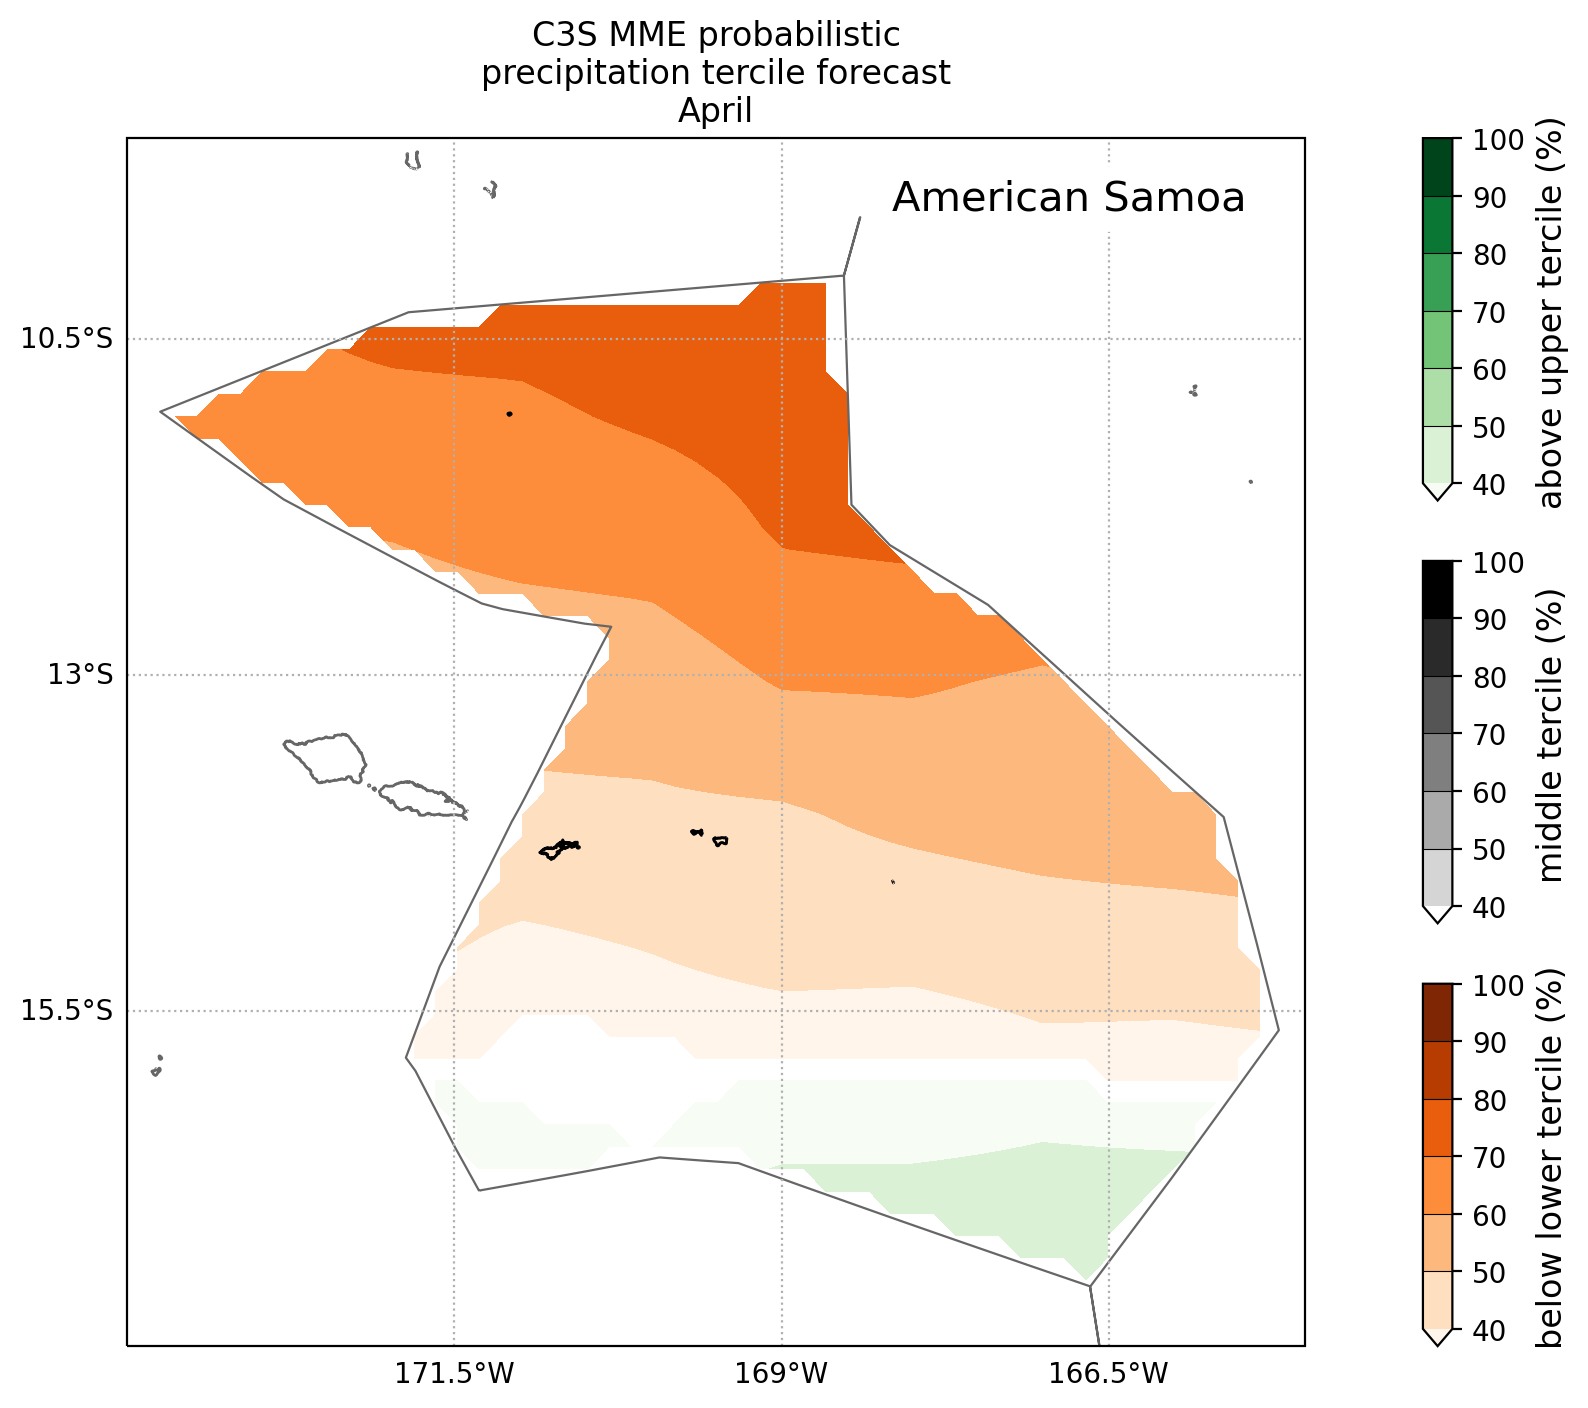 C3S MME probabilistic
precipitation tercile forecast
April
American Samoa
10.5°S
13°S
15.5°S
171.5°W
169°W
166.5°W
100
90
80
70
60
50
40
above upper tercile (%)
100
90
80
70
60
50
40
middle tercile (%)
100
90
80
70
60
50
40
below lower tercile (%)